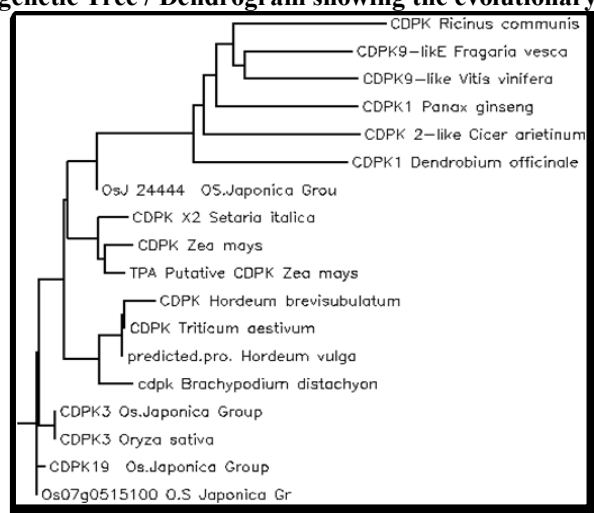 genetic Tree / Dendrogram showing the evolutionary
CDPK Ricinus communis
CDPK9-likE Fragaria vesca
CDPK9-like Vitis vinifera
CDPK1 Panax ginseng
CDPK 2-like Cicer arietinum
CDPK1 Dendrobium officinale
OsJ 24444 OS.Japonica Grou
CDPK X2 Setaria italica
CDPK Zea mays
TPA Putative CDPK Zea mays
CDPK Hordeum brevisubulatum
CDPK Triticum aestivum
predicted.pro. Hordeum vulga
cdpk Brachypodium distachyon
CDPK3 Os.Japonica Group
CDPK3 Oryza sativa
CDPK19 Os.Japonica Group
Os07g0515100 O.S Japonica Gr